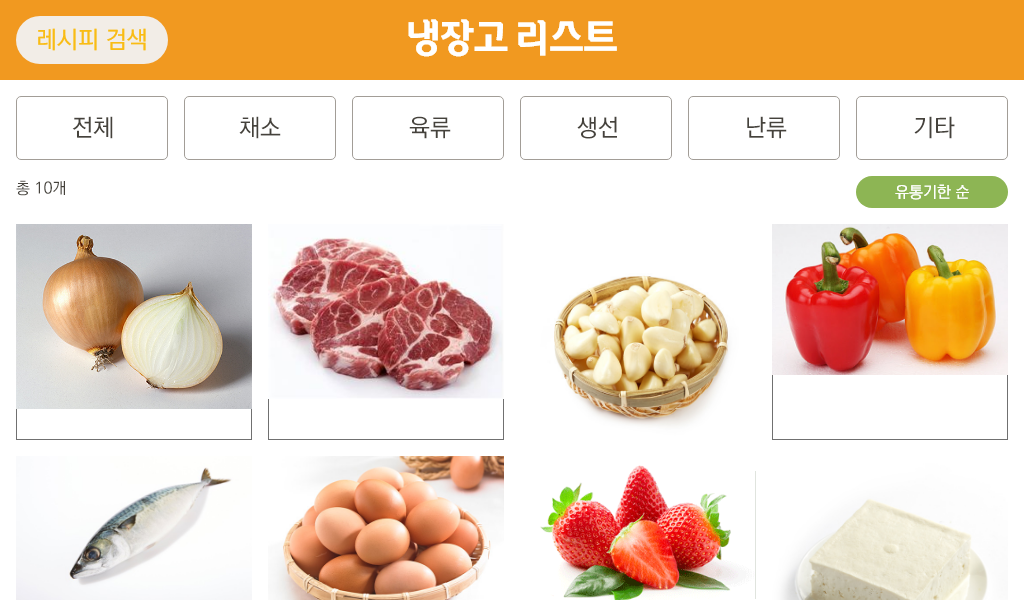 레시피 검색
냉장고 리스트
전체
채소
육류
생선
난류
기타
총 10개
유통기한 순